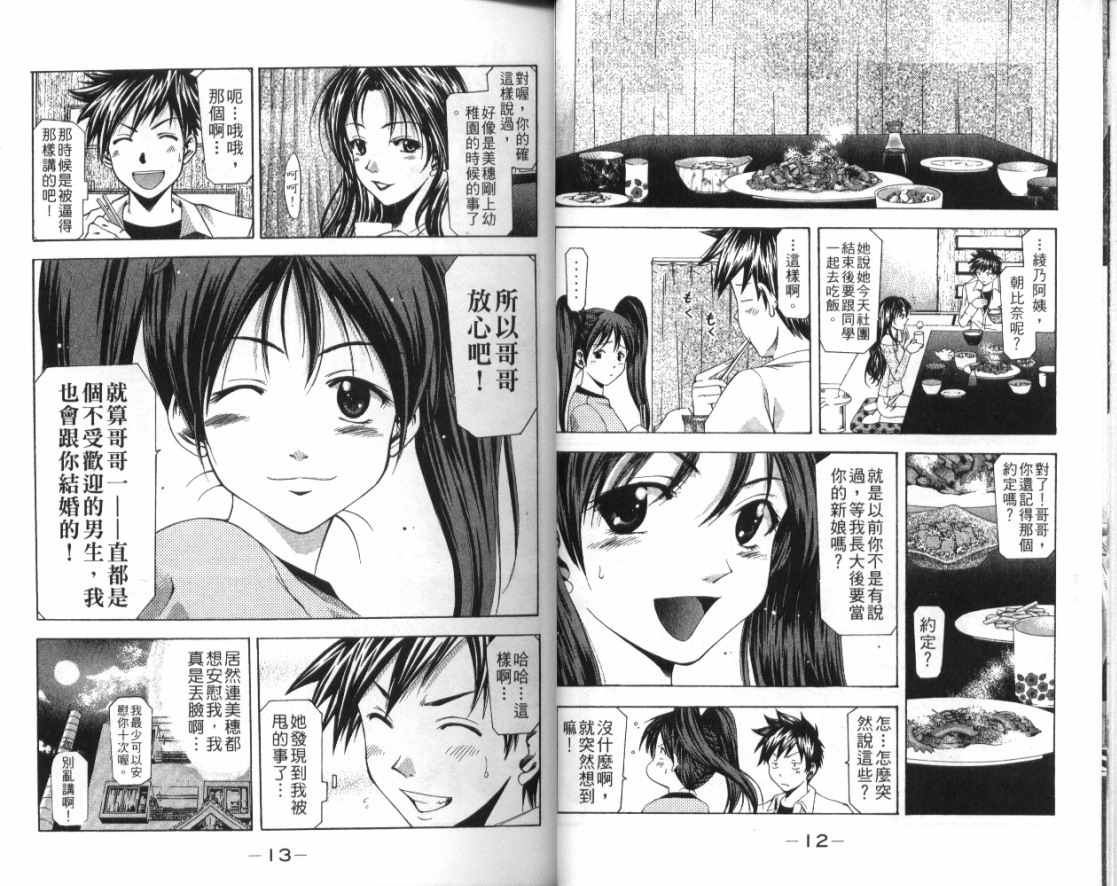 …綾乃阿姨，
朝比奈呢？
她說她今天社團
結束後要跟同學
一起去吃飯。
…這樣啊。
もく
もく
………
對了！哥哥，
你還記得那個
約定嗎？
約定？
就是以前你不是有說
過，等我長大後要當
你的新娘嗎？
怎…怎麼突
然說這些？
沒什麼啊，
就突然想到
嘛！
－12－
對喔，你的確
這樣說過，
好像是美穗剛上幼
稚園的時候的事了
。
呵呵！
呃…哦哦，
那個啊…
那時候是被逼得
那樣講的吧！
所以哥哥
放心吧！
就算哥哥一——直都是
個不受歡迎的男生，我
也會跟你結婚的！
哈哈…這
樣啊…
她發現到我被
甩的事了…
居然連美穗都
想安慰我，我
真是丟臉啊…
我最少可以安
慰你十次喔。
別亂講啊！
－13－